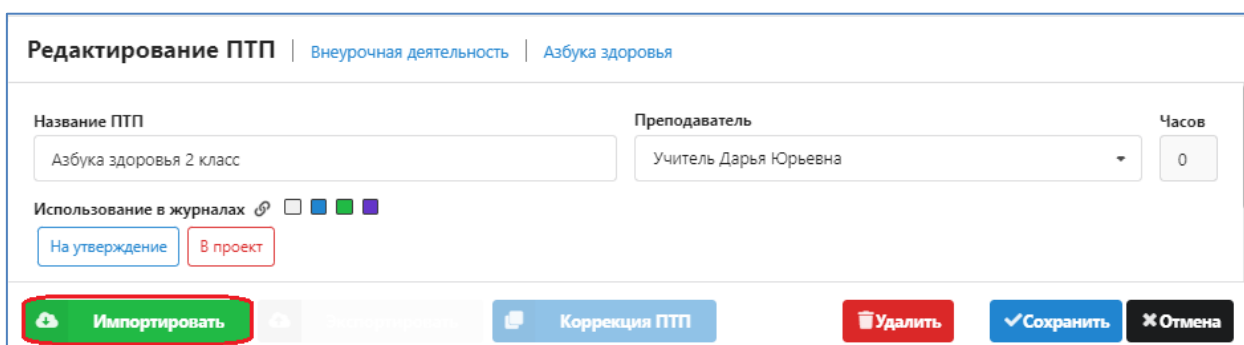 Редактирование ПТП | Внеурочная деятельность | Азбука здоровья
Название ПТП Преподаватель Часов
Азбука здоровья 2 класс Учитель Дарья Юрьевна 0
Использование в журналах
На утверждение В проект
Импортировать Коррекция ПТП Удалить Сохранить Отмена